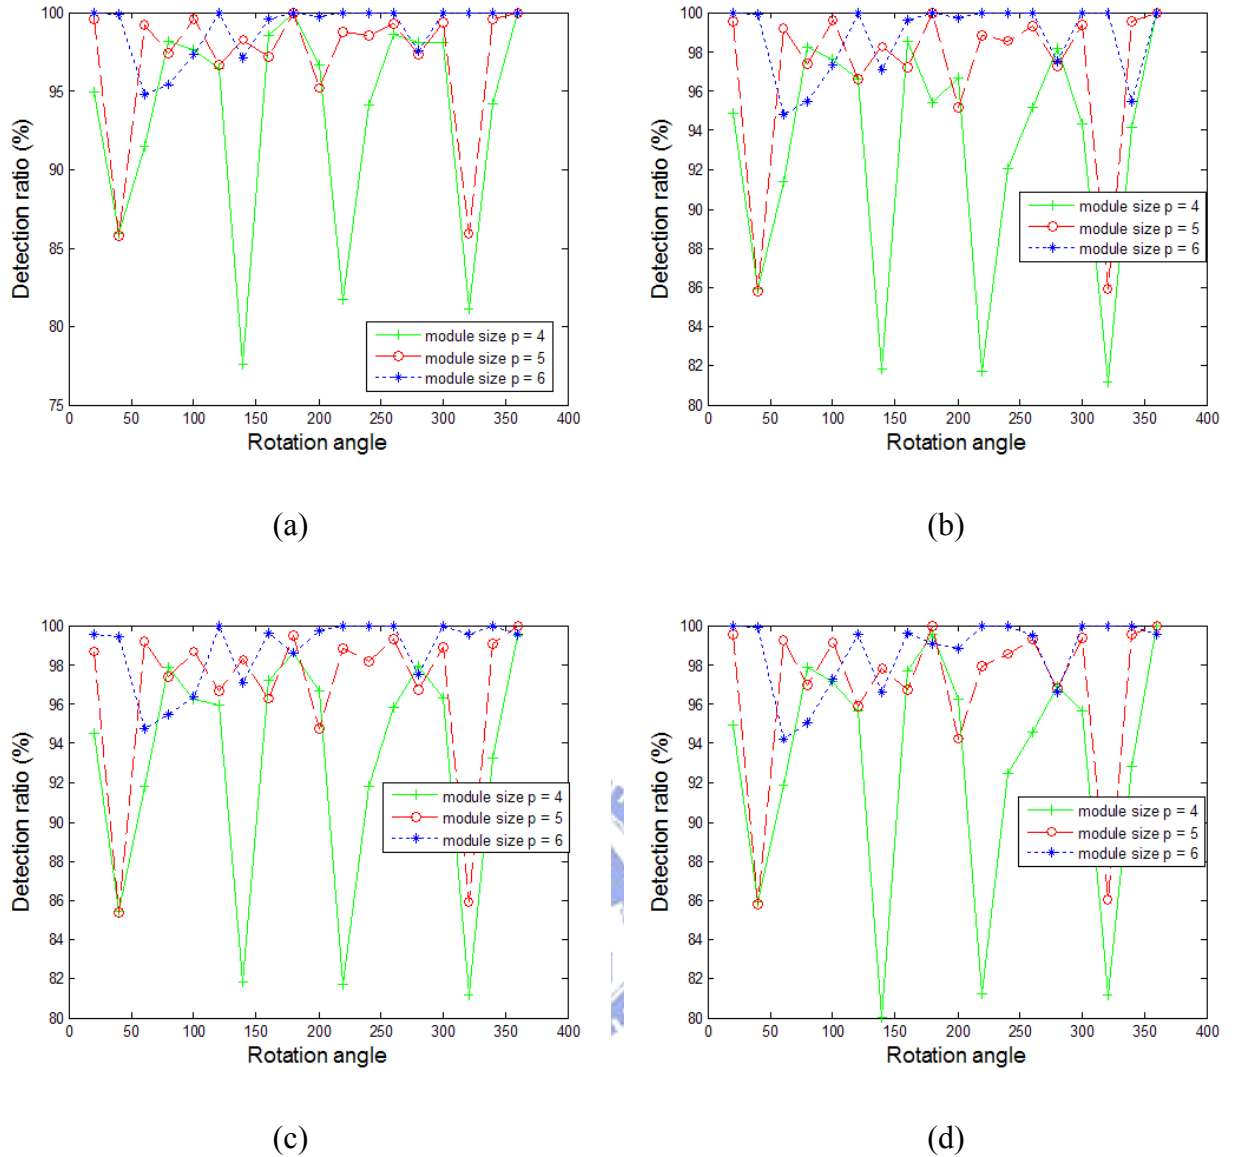 100
95
90
85
80
75
Detection ratio (%)
module size p = 4
module size p = 5
module size p = 6
0 50 100 150 200 250 300 350 400
Rotation angle
(a)
100
98
96
94
92
90
88
86
84
82
80
Detection ratio (%)
module size p = 4
module size p = 5
module size p = 6
0 50 100 150 200 250 300 350 400
Rotation angle
(b)
100
98
96
94
92
90
88
86
84
82
80
Detection ratio (%)
module size p = 4
module size p = 5
module size p = 6
0 50 100 150 200 250 300 350 400
Rotation angle
(c)
100
98
96
94
92
90
88
86
84
82
80
Detection ratio (%)
module size p = 4
module size p = 5
module size p = 6
0 50 100 150 200 250 300 350 400
Rotation angle
(d)